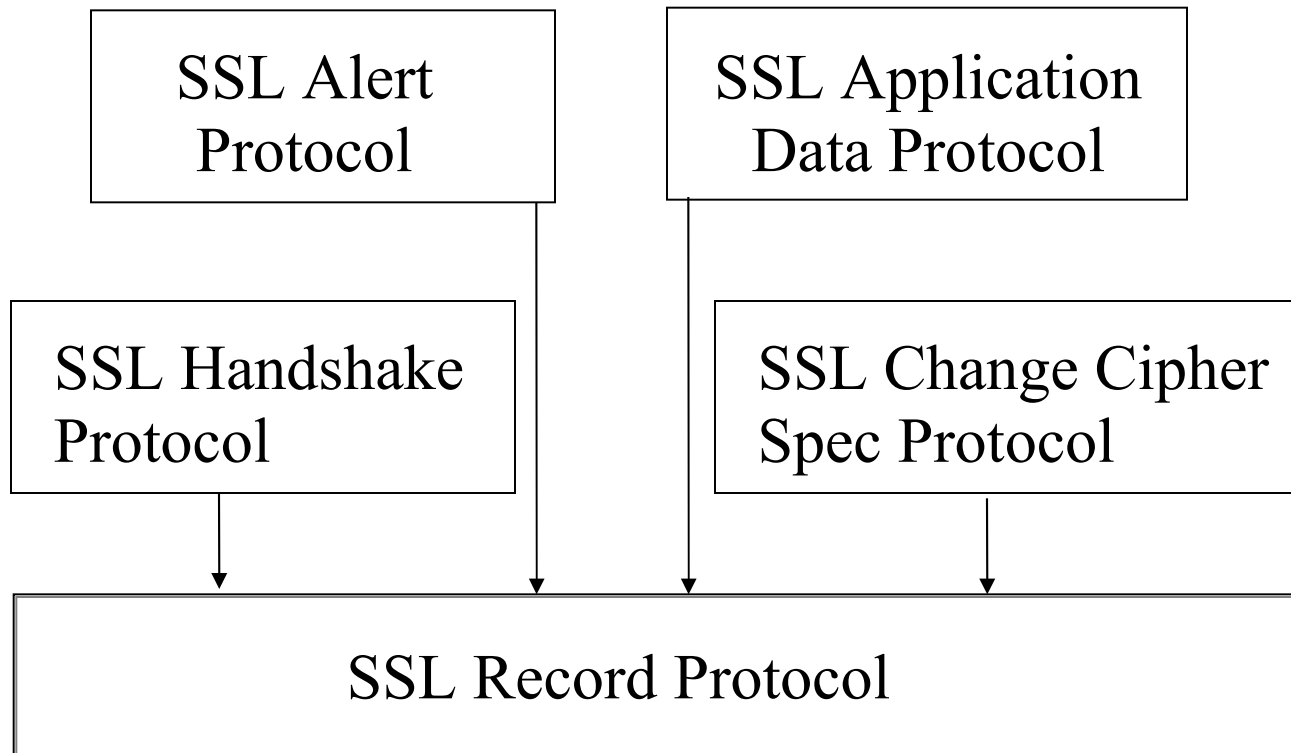 SSL Alert
Protocol
SSL Application
Data Protocol
SSL Handshake
Protocol
SSL Change Cipher
Spec Protocol
SSL Record Protocol